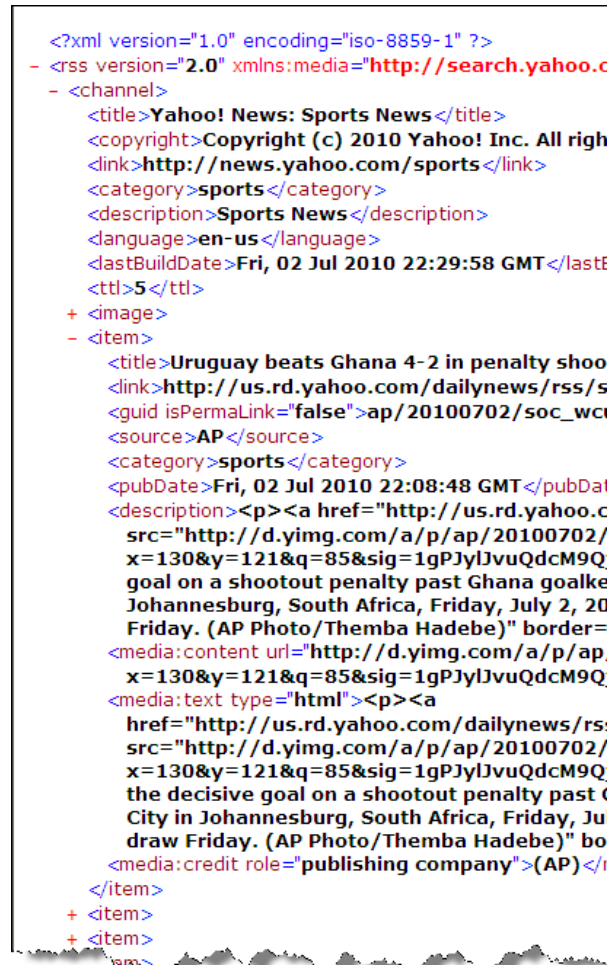 <?xml version="1.0" encoding="iso-8859-1" ?>
- <rss version="2.0" xmlns:media="http://search.yahoo.c
- <channel>
<title>Yahoo! News: Sports News</title>
<copyright>Copyright (c) 2010 Yahoo! Inc. All righ
<link>http://news.yahoo.com/sports</link>
<category>sports</category>
<description>Sports News</description>
<language>en-us</language>
<lastBuildDate>Fri, 02 Jul 2010 22:29:58 GMT</lastB
<ttl>5</ttl>
+ <image>
- <item>
<title>Uruguay beats Ghana 4-2 in penalty shoo
<link>http://us.rd.yahoo.com/dailynews/rss/s
<guid isPermaLink="false">ap/20100702/soc_wcu
<source>AP</source>
<category>sports</category>
<pubDate>Fri, 02 Jul 2010 22:08:48 GMT</pubDat
<description><p><a href="http://us.rd.yahoo.c
src="http://d.yimg.com/a/p/ap/20100702/
x=130&y=121&q=85&sig=1gPJylJvuQdcM9Q
goal on a shootout penalty past Ghana goalke
Johannesburg, South Africa, Friday, July 2, 20
Friday. (AP Photo/Themba Hadebe)" border=
<media:content url="http://d.yimg.com/a/p/ap/
x=130&y=121&q=85&sig=1gPJylJvuQdcM9Q
<media:text type="html"><p><a
href="http://us.rd.yahoo.com/dailynews/rs
src="http://d.yimg.com/a/p/ap/20100702/
x=130&y=121&q=85&sig=1gPJylJvuQdcM9Q
the decisive goal on a shootout penalty past G
City in Johannesburg, South Africa, Friday, Jul
draw Friday. (AP Photo/Themba Hadebe)" bo
<media:credit role="publishing company">(AP)</
</item>
+ <item>
+ <item>